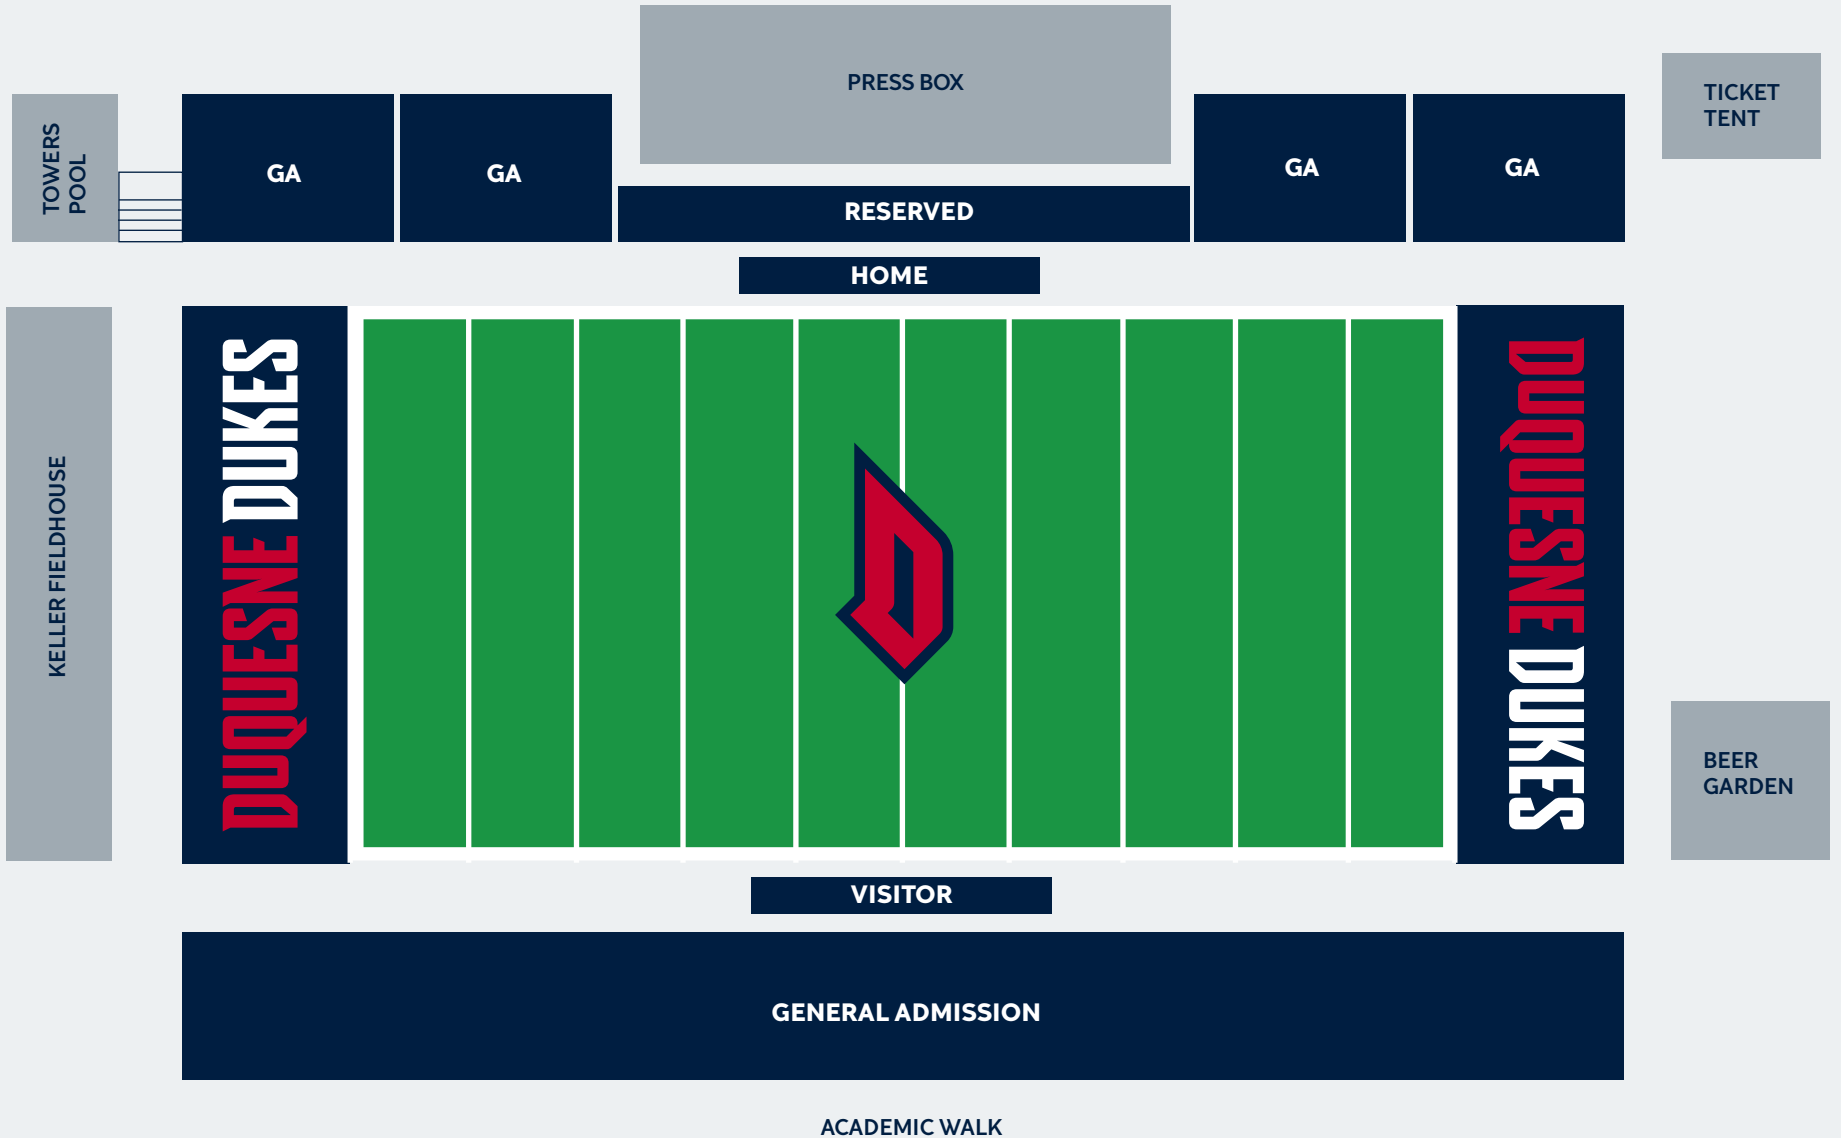 PRESS BOX
TICKET
TENT
TOWERS
POOL
GA
GA
GA
GA
RESERVED
HOME
KELLER FIELDHOUSE
DUQUESNE DUKES
DUQUESNE DUKES
BEER
GARDEN
VISITOR
GENERAL ADMISSION
ACADEMIC WALK